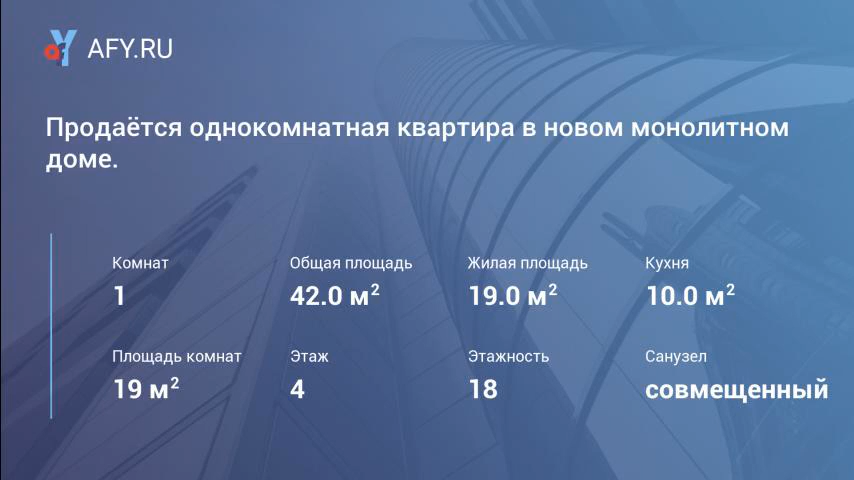 AFY.RU
Продаётся однокомнатная квартира в новом монолитном
доме.
Комнат
1
Общая площадь
42.0 м²
Жилая площадь
19.0 м²
Кухня
10.0 м²
Площадь комнат
19 м²
Этаж
4
Этажность
18
Санузел
совмещенный